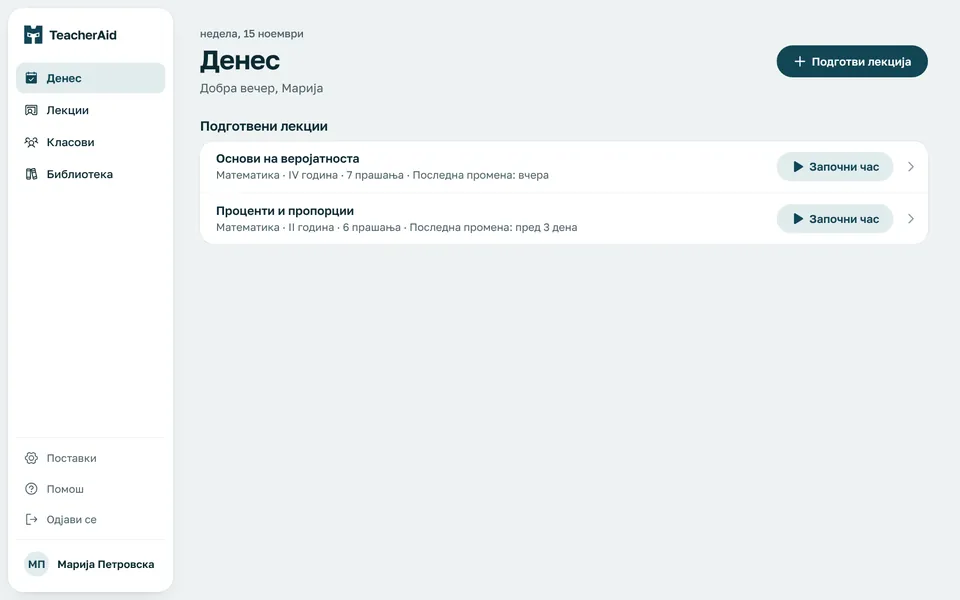 TeacherAid
Денес
Лекции
Класови
Библиотека
Поставки
Помош
Одјави се
МП Марија Петровска
недела, 15 ноември
Денес
Добра вечер, Марија
Подготви лекција
Подготвени лекции
Основи на веројатноста
Математика · IV година · 7 прашања · Последна промена: вчера
Започни час
Проценти и пропорции
Математика · II година · 6 прашања · Последна промена: пред 3 дена
Започни час